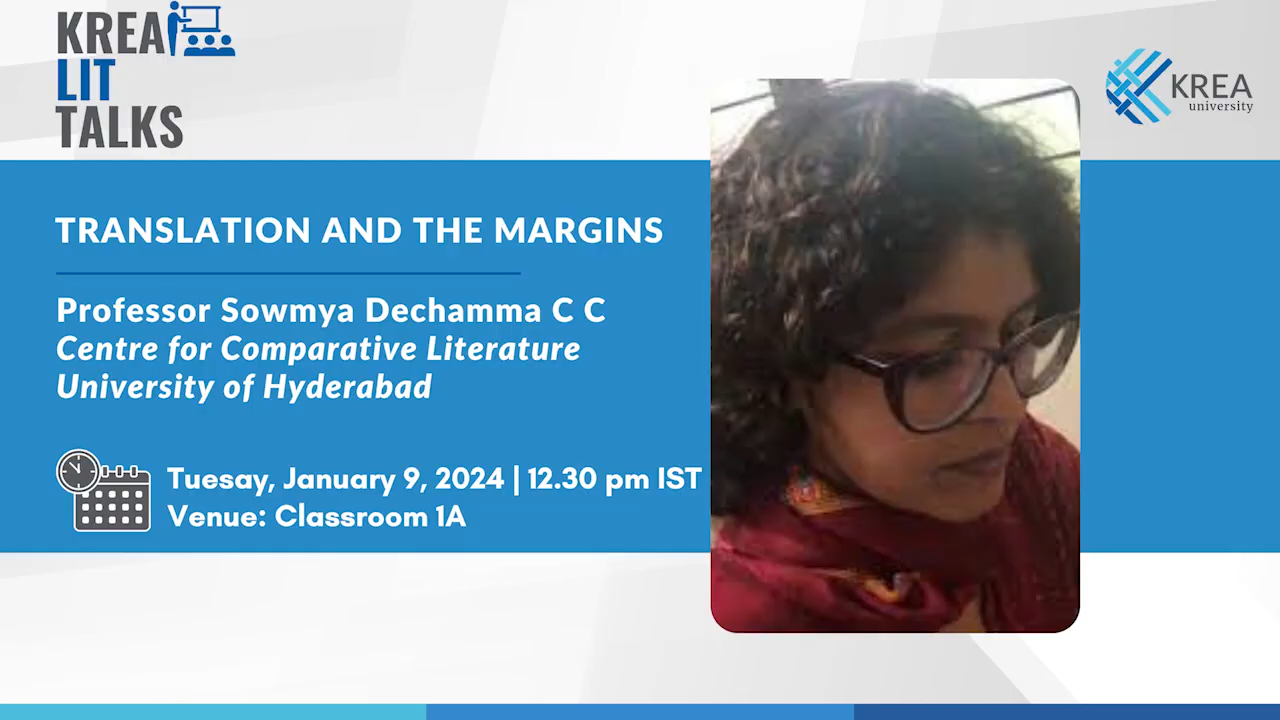 KREA
LIT
TALKS
KREA
university
TRANSLATION AND THE MARGINS
Professor Sowmya Dechamma C C
Centre for Comparative Literature
University of Hyderabad
Tuesay, January 9, 2024 | 12.30 pm IST
Venue: Classroom 1A